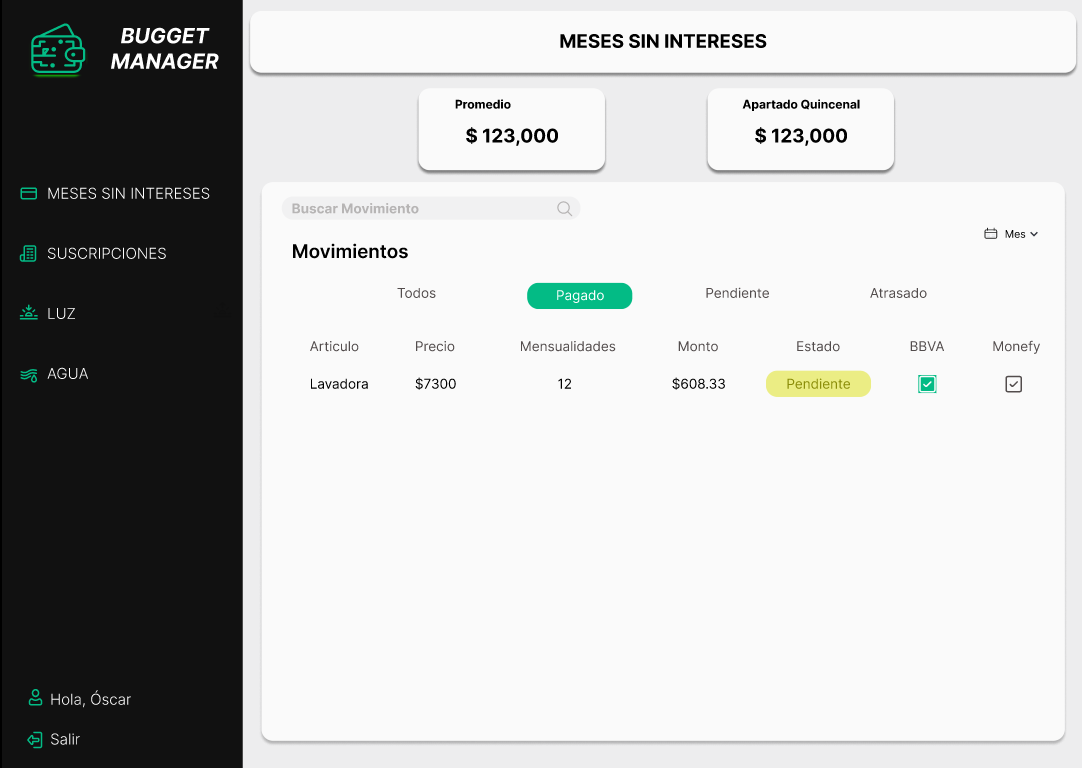 BUGGET
MANAGER
MESES SIN INTERESES
SUSCRIPCIONES
LUZ
AGUA
Hola, Óscar
Salir
MESES SIN INTERESES
Promedio
$ 123,000
Apartado Quincenal
$ 123,000
Buscar Movimiento
Mes
Movimientos
Todos Pagado Pendiente Atrasado
Articulo Precio Mensualidades Monto Estado BBVA Monefy
Lavadora $7300 12 $608.33 Pendiente